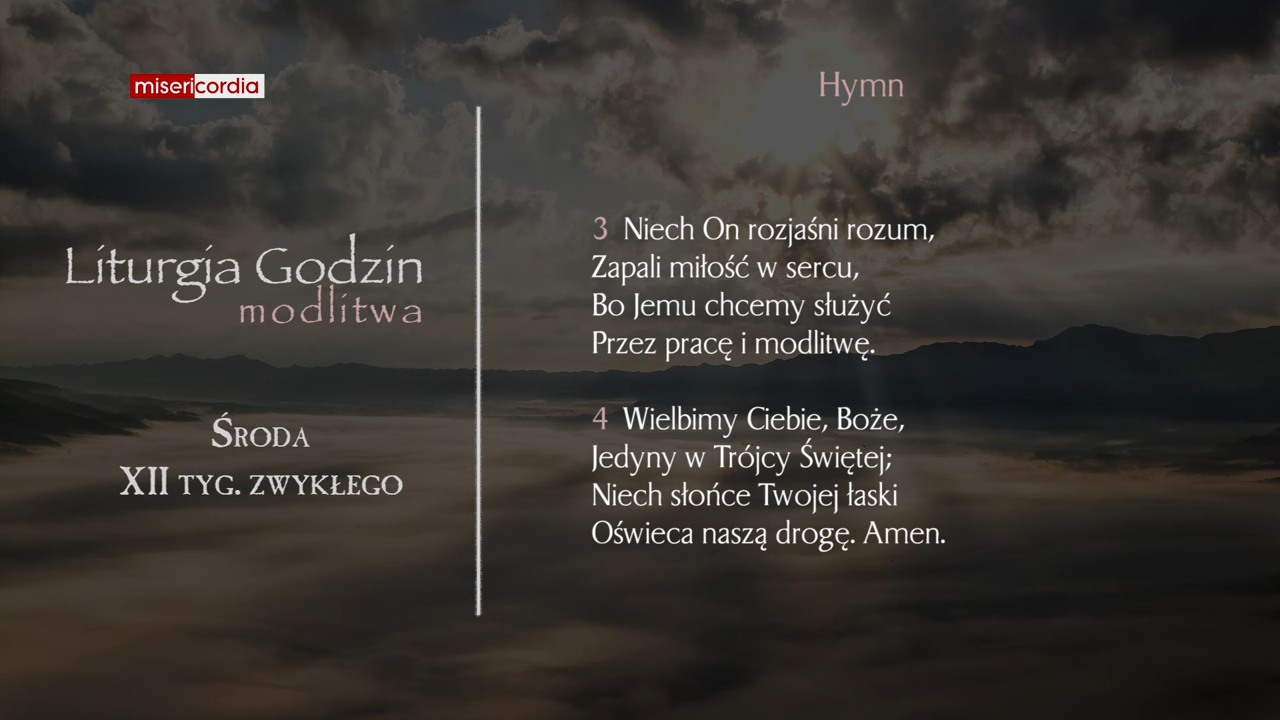 misericordia
Liturgia Godzin
modlitwa
Środa
XII tyg. zwykłego
Hymn
3 Niech On rozjaśni rozum,
Zapali miłość w sercu,
Bo Jemu chcemy służyć
Przez pracę i modlitwę.
4 Wielbimy Ciebie, Boże,
Jedyny w Trójcy Świętej;
Niech słońce Twojej łaski
Oświeca naszą drogę. Amen.